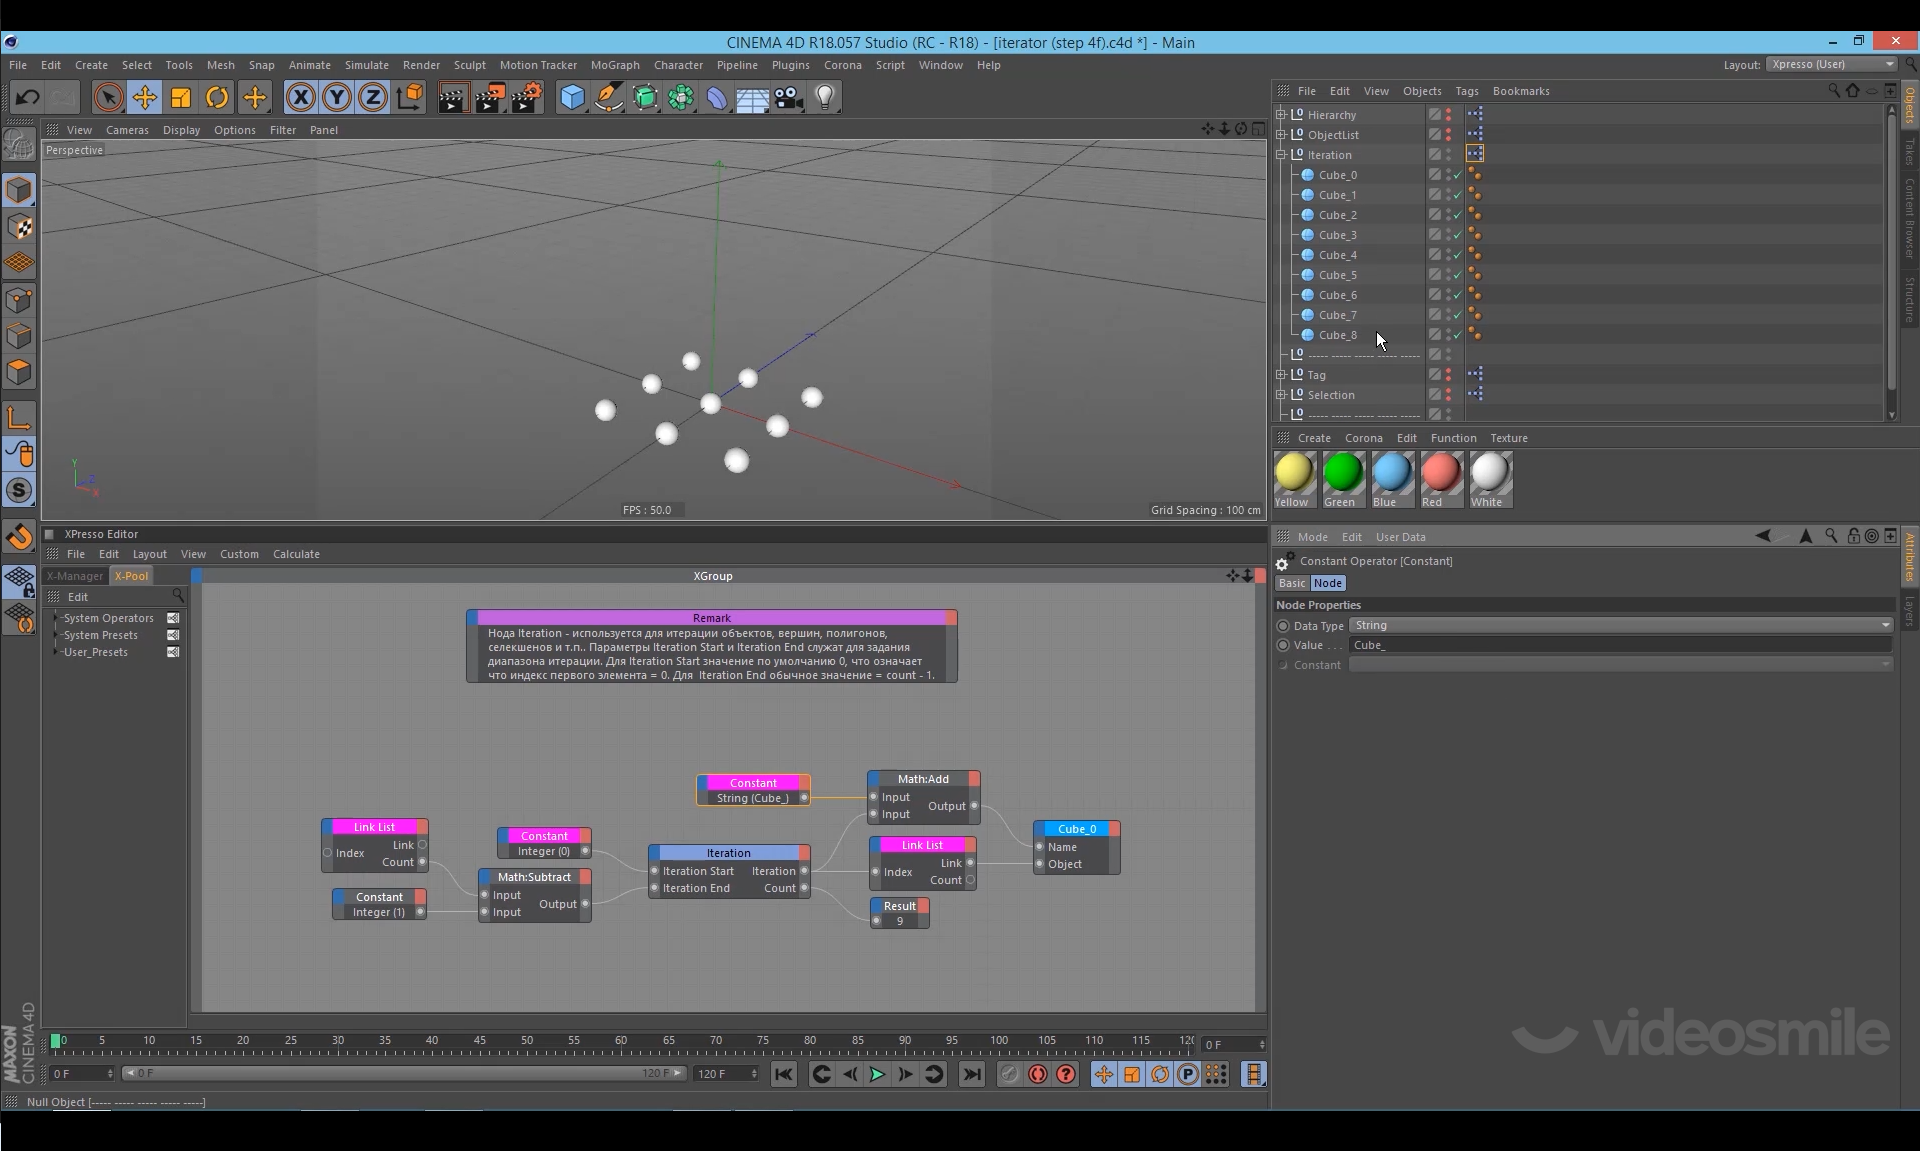 CINEMA 4D R18.057 Studio (RC - R18) - [iterator (step 4f).c4d *] - Main
File Edit Create Select Tools Mesh Snap Animate Simulate Render Sculpt Motion Tracker MoGraph Character Pipeline Plugins Corona Script Window Help
Layout: Xpresso (User)
X Y Z
View Cameras Display Options Filter Panel
Perspective
Y
Z
X
FPS : 50.0
Grid Spacing : 100 cm
File Edit View Objects Tags Bookmarks
Hierarchy
ObjectList
Iteration
Cube_0
Cube_1
Cube_2
Cube_3
Cube_4
Cube_5
Cube_6
Cube_7
Cube_8
----- ----- ----- ----- -----
Tag
Selection
----- ----- ----- ----- -----
Objects
Takes
Content Browser
Structure
Create Corona Edit Function Texture
Yellow Green Blue Red White
Mode Edit User Data
Constant Operator [Constant]
Basic Node
Node Properties
Data Type String
Value . . . Cube_
Constant
Attributes
Layers
XPresso Editor
File Edit Layout View Custom Calculate
X-Manager X-Pool
Edit
System Operators
System Presets
User_Presets
XGroup
Remark
Нода Iteration - используется для итерации объектов, вершин, полигонов,
селекшенов и т.п.. Параметры Iteration Start и Iteration End служат для задания
диапазона итерации. Для Iteration Start значение по умолчанию 0, что означает
что индекс первого элемента = 0. Для Iteration End обычное значение = count - 1.
Constant
String (Cube_)
Math:Add
Input
Input
Output
Link List
Index
Link
Count
Constant
Integer (0)
Constant
Integer (1)
Math:Subtract
Input
Input
Output
Iteration
Iteration Start Iteration
Iteration End Count
Link List
Index
Link
Count
Result
9
Cube_0
Name
Object
0 5 10 15 20 25 30 35 40 45 50 55 60 65 70 75 80 85 90 95 100 105 110 115 120
0 F
0 F
0 F
120 F
120 F
Null Object [----- ----- ----- ----- -----]
MAXON
CINEMA 4D
videosmile